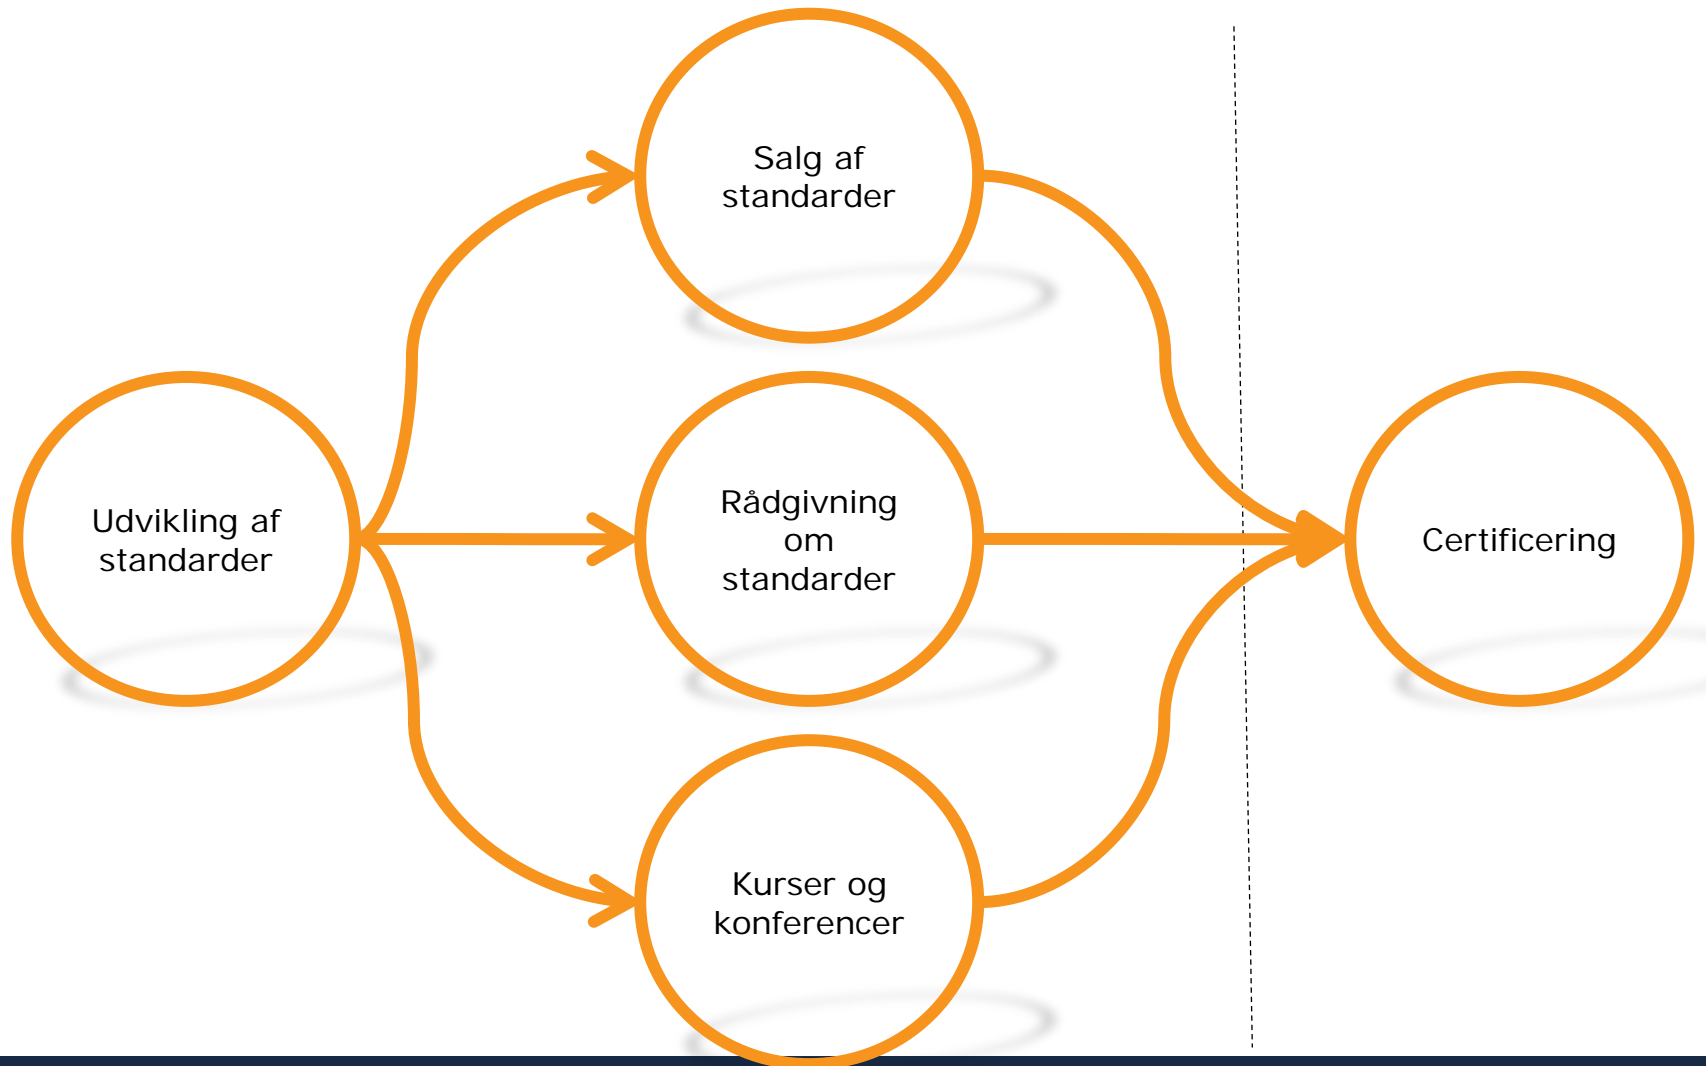 Udvikling af
standarder
Salg af
standarder
Rådgivning
om
standarder
Kurser og
konferencer
Certificering